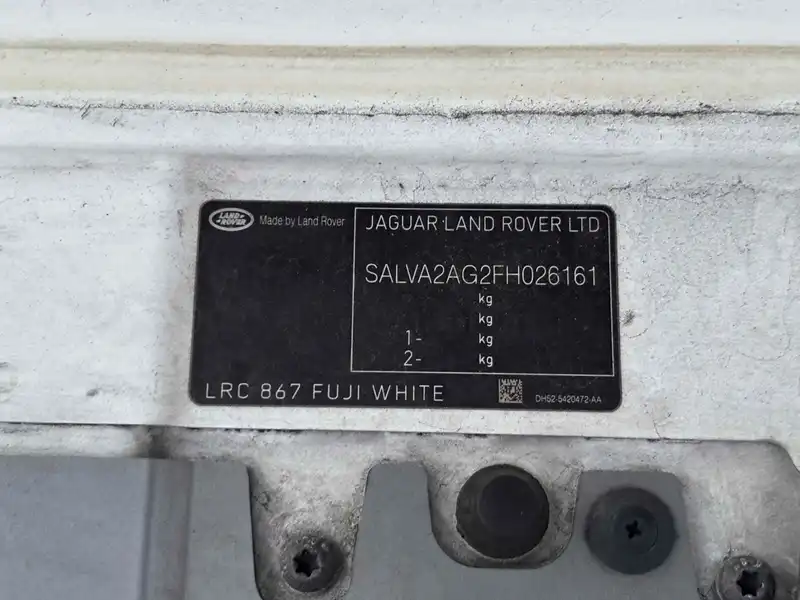 LAND ROVER
Made by Land Rover
JAGUAR LAND ROVER LTD
SALVA2AG2FH026161
kg
kg
1- kg
2- kg
LRC 867 FUJI WHITE
DH52-5420472-AA